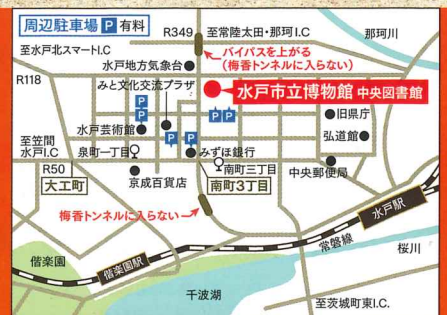 周辺駐車場 P 有料
至常陸太田・那珂I.C
那珂川
至水戸北スマートI.C
R349
バイパスを上がる
(梅香トンネルに入らない)
水戸地方気象台
R118
みと文化交流プラザ
水戸市立博物館 中央図書館
P
P
P P
水戸芸術館
旧県庁
至笠間
水戸I.C
P P
弘道館
泉町一丁目
みずほ銀行
南町三丁目
R50
中央郵便局
大工町
京成百貨店
南町3丁目
水戸駅
梅香トンネルに入らない
常磐線
桜川
偕楽園
偕楽園駅
千波湖
至茨城町東I.C.